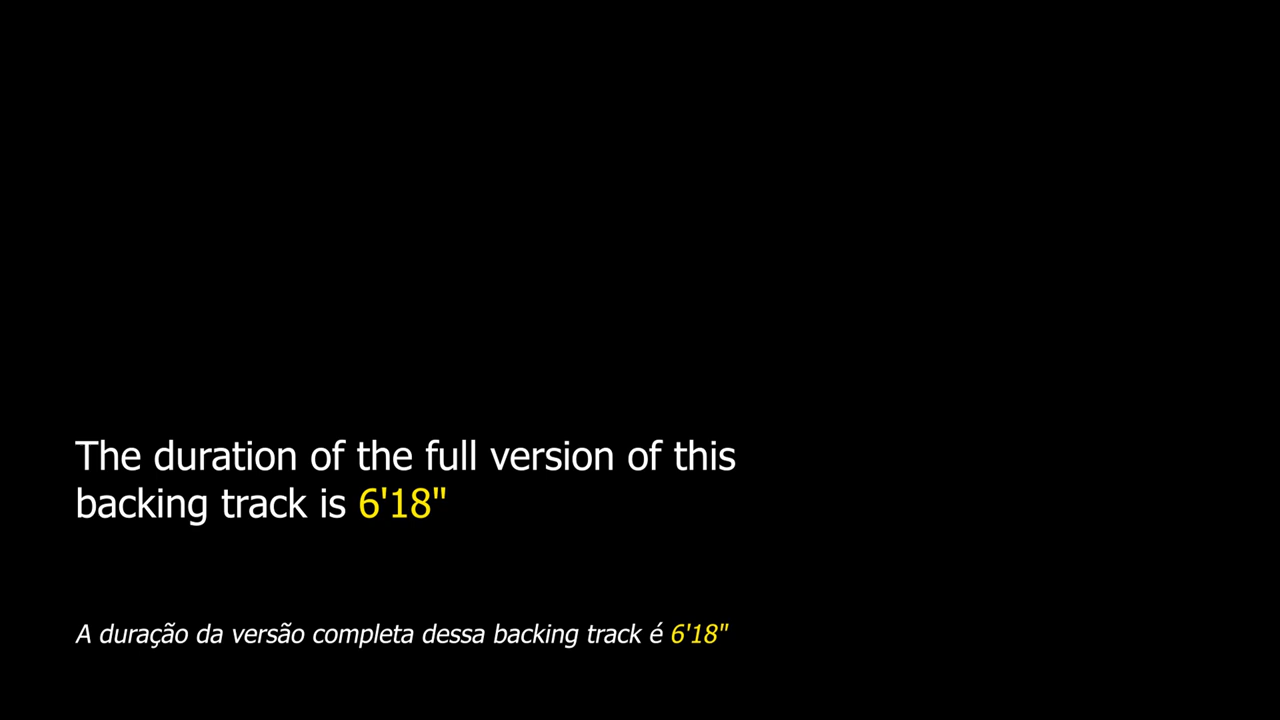 The duration of the full version of this
backing track is 6'18"
A duração da versão completa dessa backing track é 6'18"